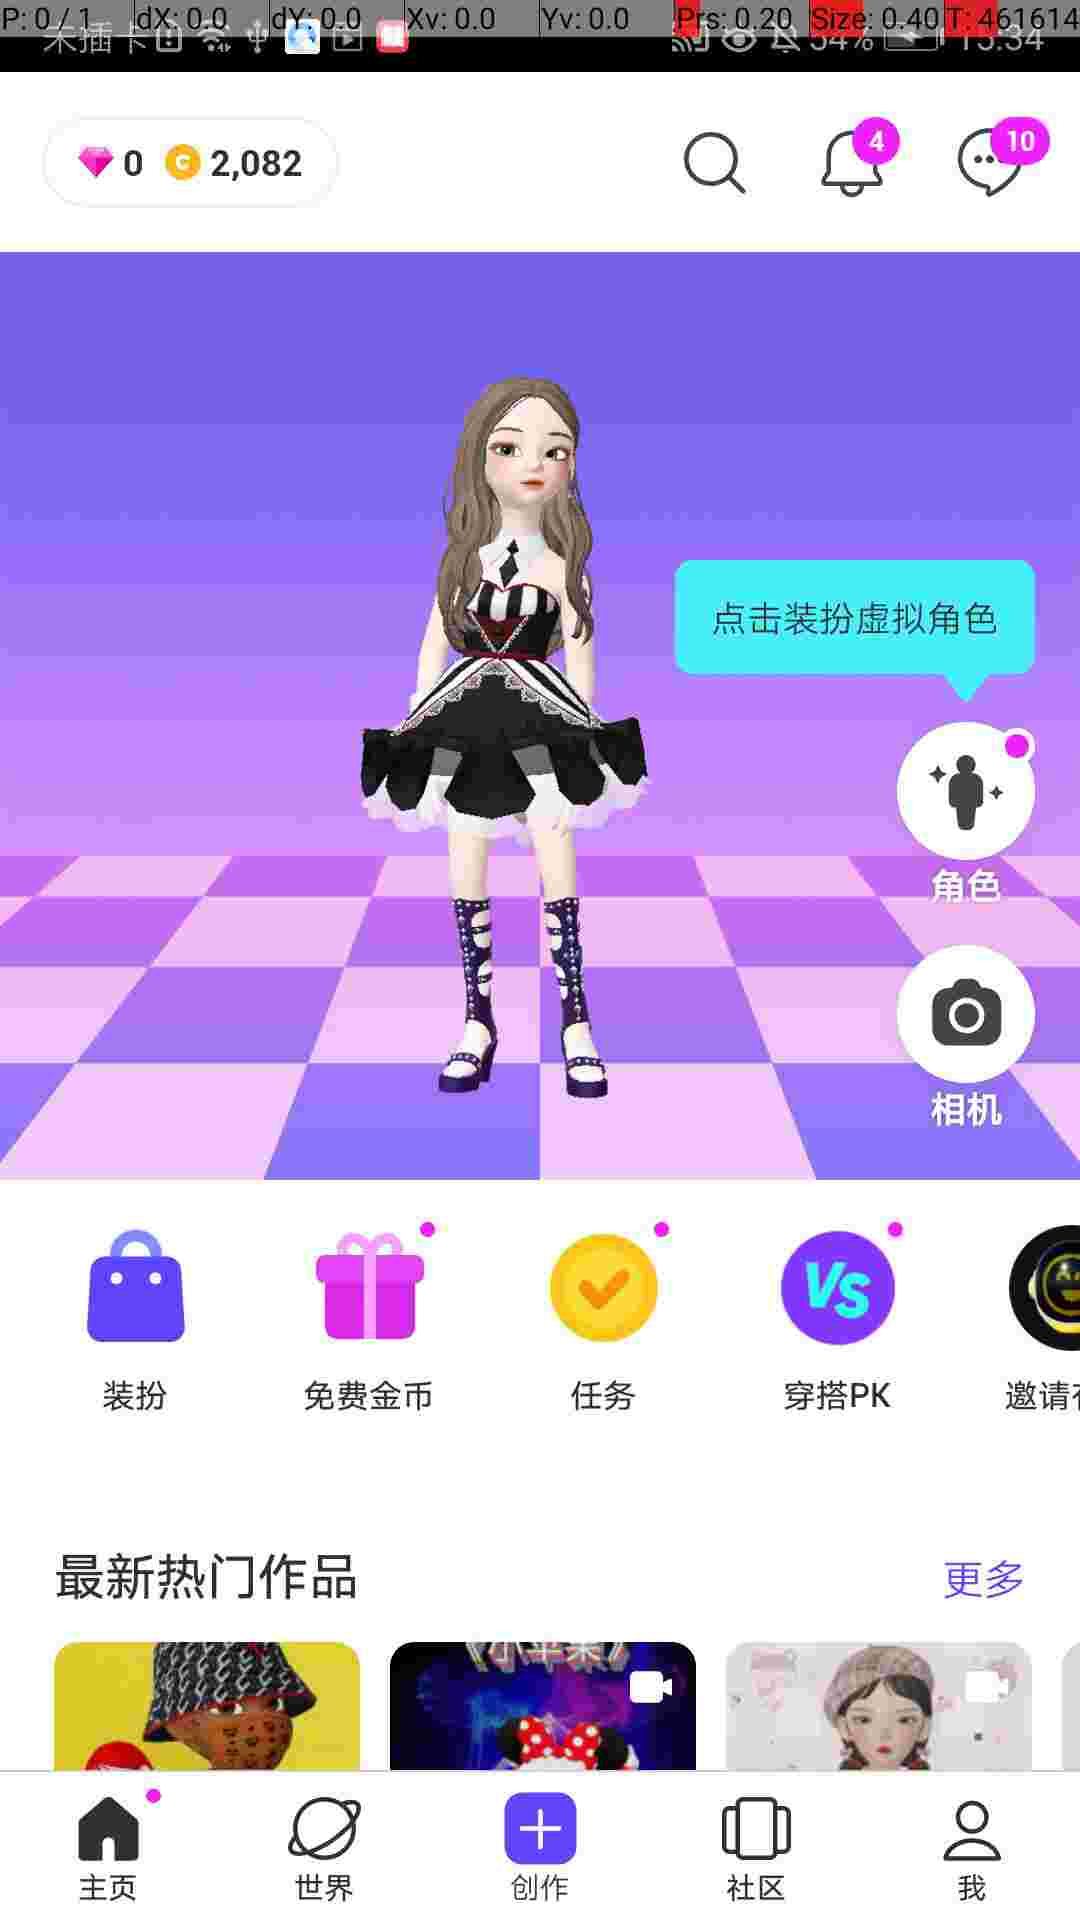 P: 0 / 1 dX: 0.0 dY: 0.0 Xv: 0.0 Yv: 0.0 Prs: 0.20 Size: 0.40 T: 461614
未插卡 54% 15:34
0 2,082 4 10
点击装扮虚拟角色
角色
相机
VS
装扮 免费金币 任务 穿搭PK 邀请
最新热门作品 更多
《小苹果》
主页 世界 创作 社区 我